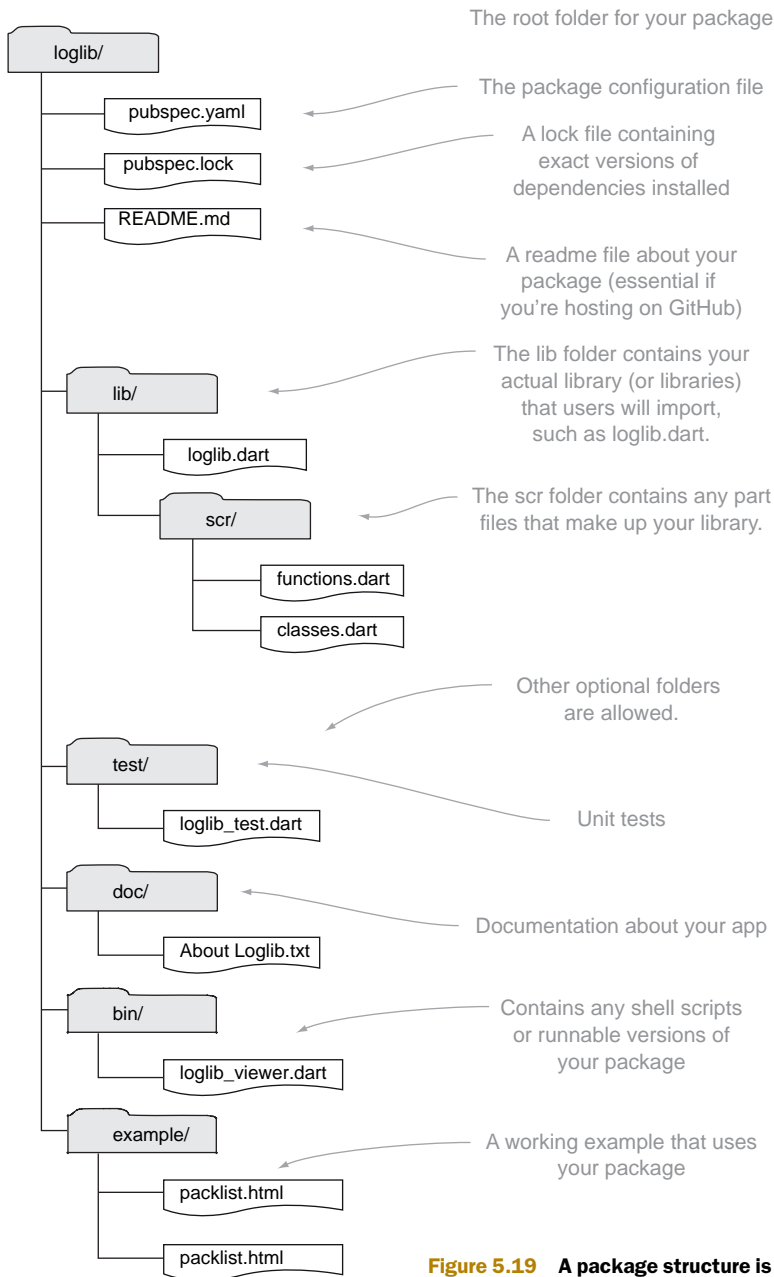 The root folder for your package
loglib/
pubspec.yaml
The package configuration file
pubspec.lock
A lock file containing
exact versions of
dependencies installed
README.md
A readme file about your
package (essential if
you're hosting on GitHub)
lib/
The lib folder contains your
actual library (or libraries)
that users will import,
such as loglib.dart.
loglib.dart
scr/
The scr folder contains any part
files that make up your library.
functions.dart
classes.dart
Other optional folders
are allowed.
test/
loglib_test.dart
Unit tests
doc/
Documentation about your app
About Loglib.txt
bin/
Contains any shell scripts
or runnable versions of
your package
loglib_viewer.dart
example/
A working example that uses
your package
packlist.html
packlist.html
Figure 5.19 A package structure is